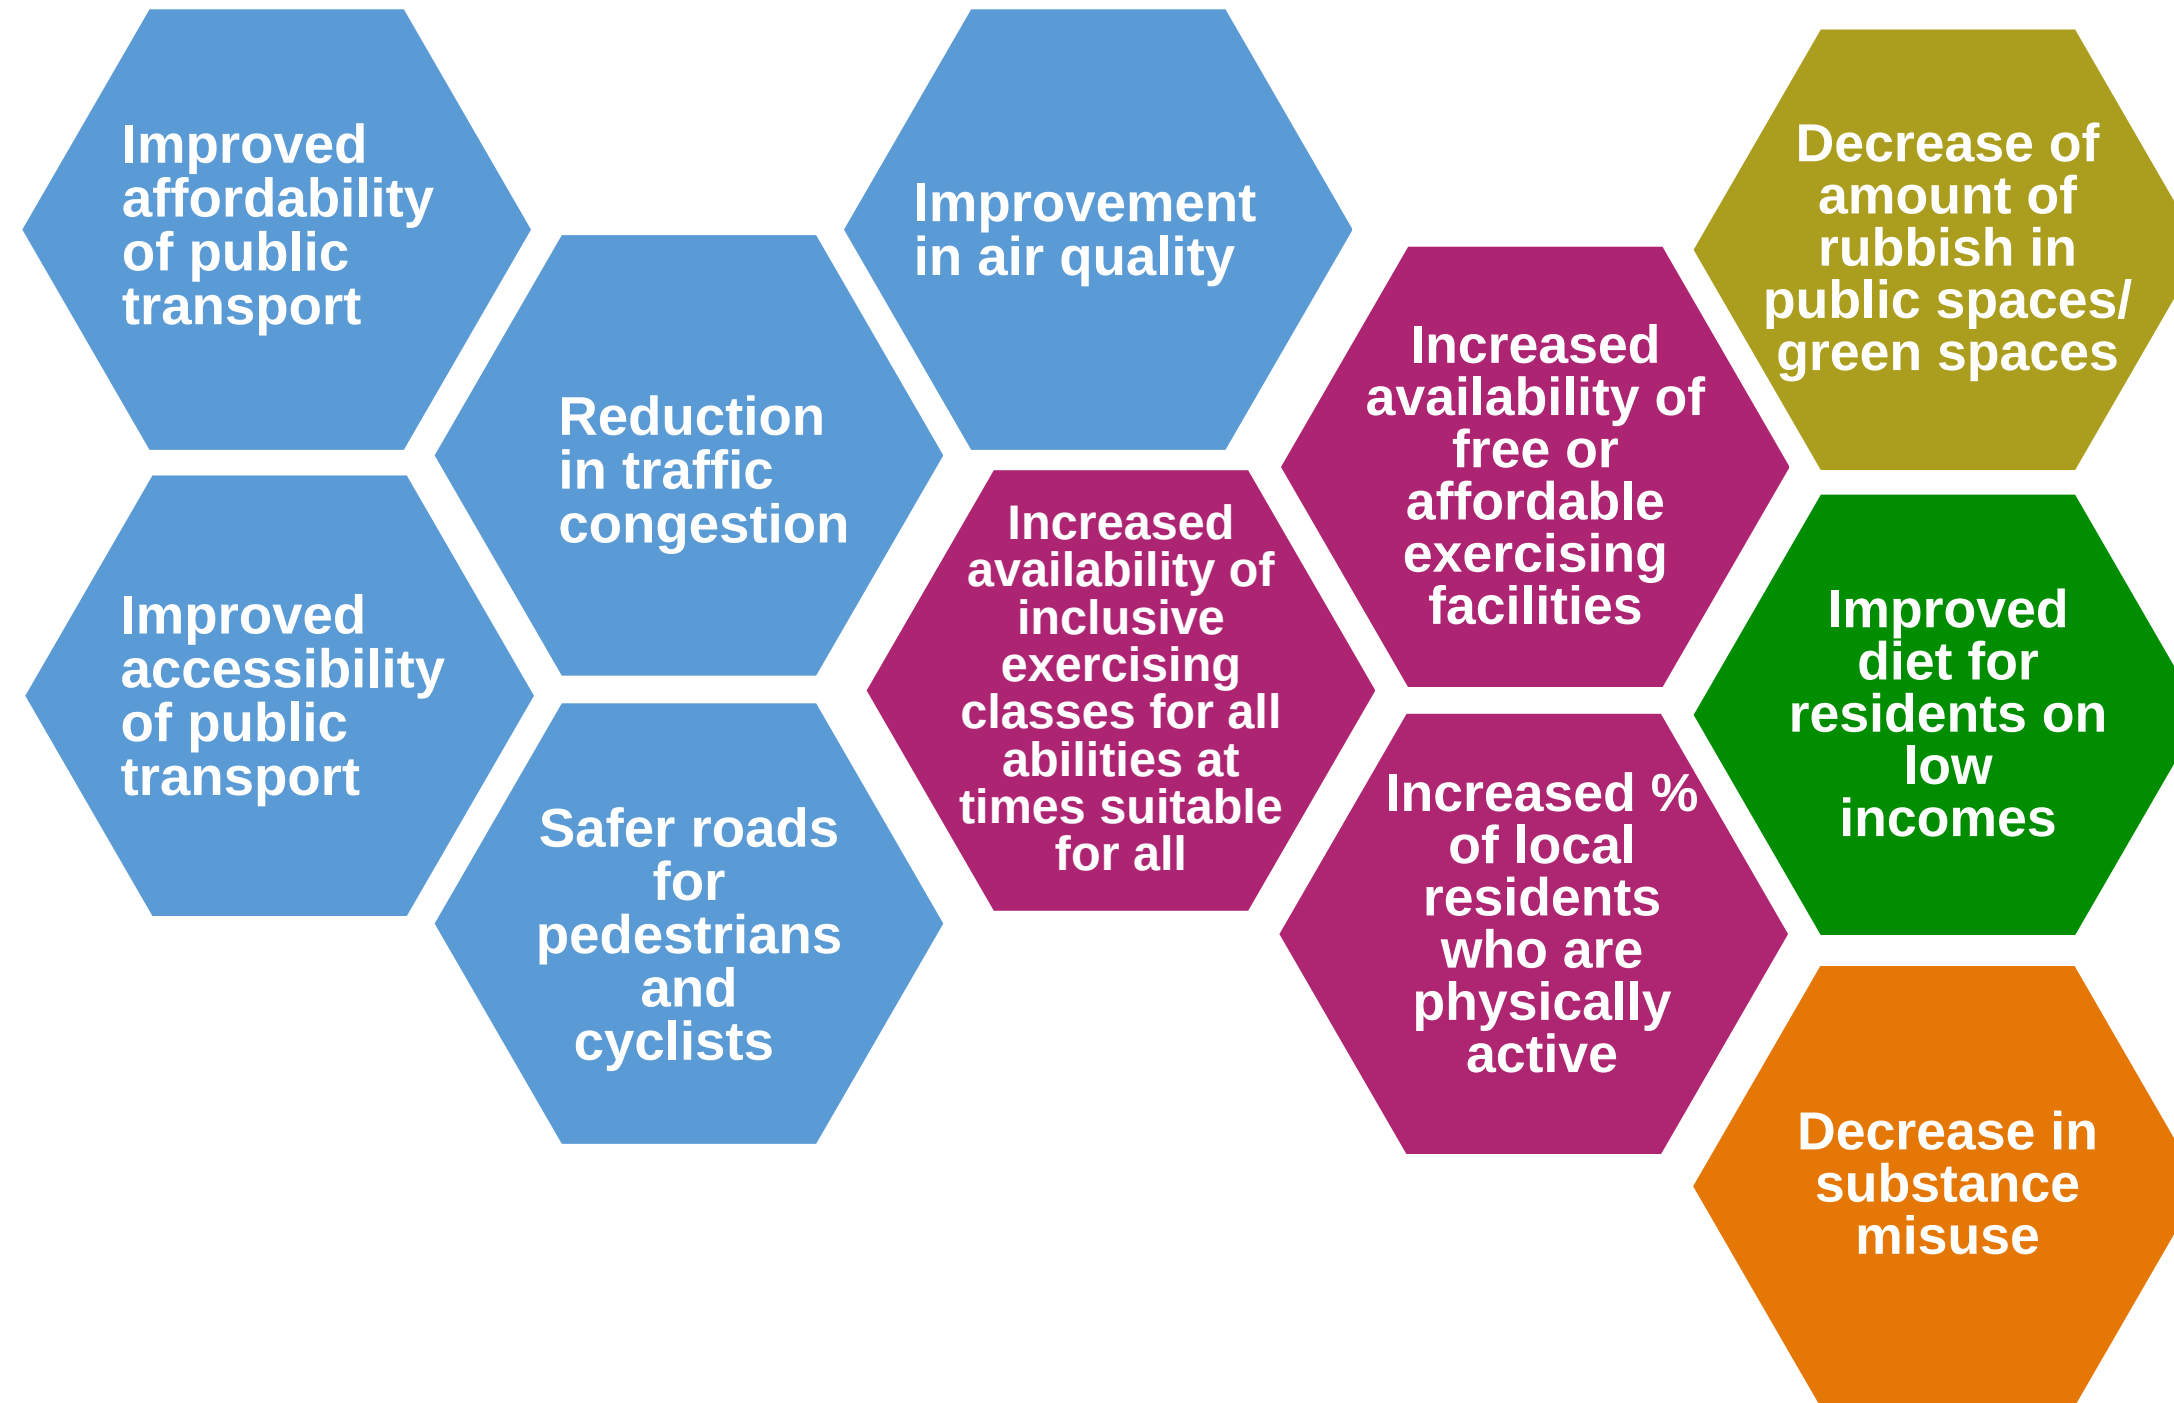 Improved
affordability
of public
transport
Improved
accessibility
of public
transport
Reduction
in traffic
congestion
Safer roads
for
pedestrians
and
cyclists
Improvement
in air quality
Increased
availability of
inclusive
exercising
classes for all
abilities at
times suitable
for all
Increased
availability of
free or
affordable
exercising
facilities
Increased %
of local
residents
who are
physically
active
Decrease of
amount of
rubbish in
public spaces/
green spaces
Improved
diet for
residents on
low
incomes
Decrease in
substance
misuse